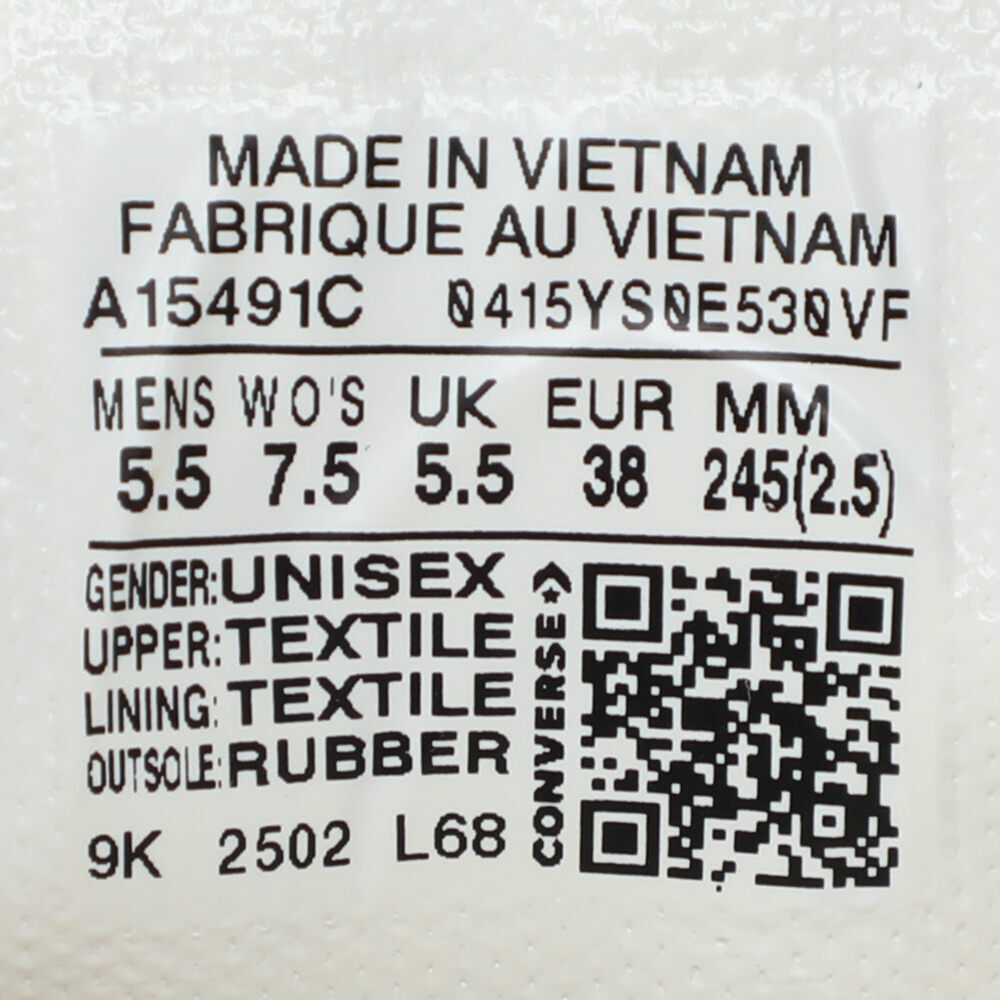 MADE IN VIETNAM
FABRIQUE AU VIETNAM
A15491C 0415YS0E530VF
MENS WO'S UK EUR MM
5.5 7.5 5.5 38 245(2.5)
GENDER:UNISEX
UPPER:TEXTILE
LINING:TEXTILE
OUTSOLE:RUBBER
9K 2502 L68
CONVERSE